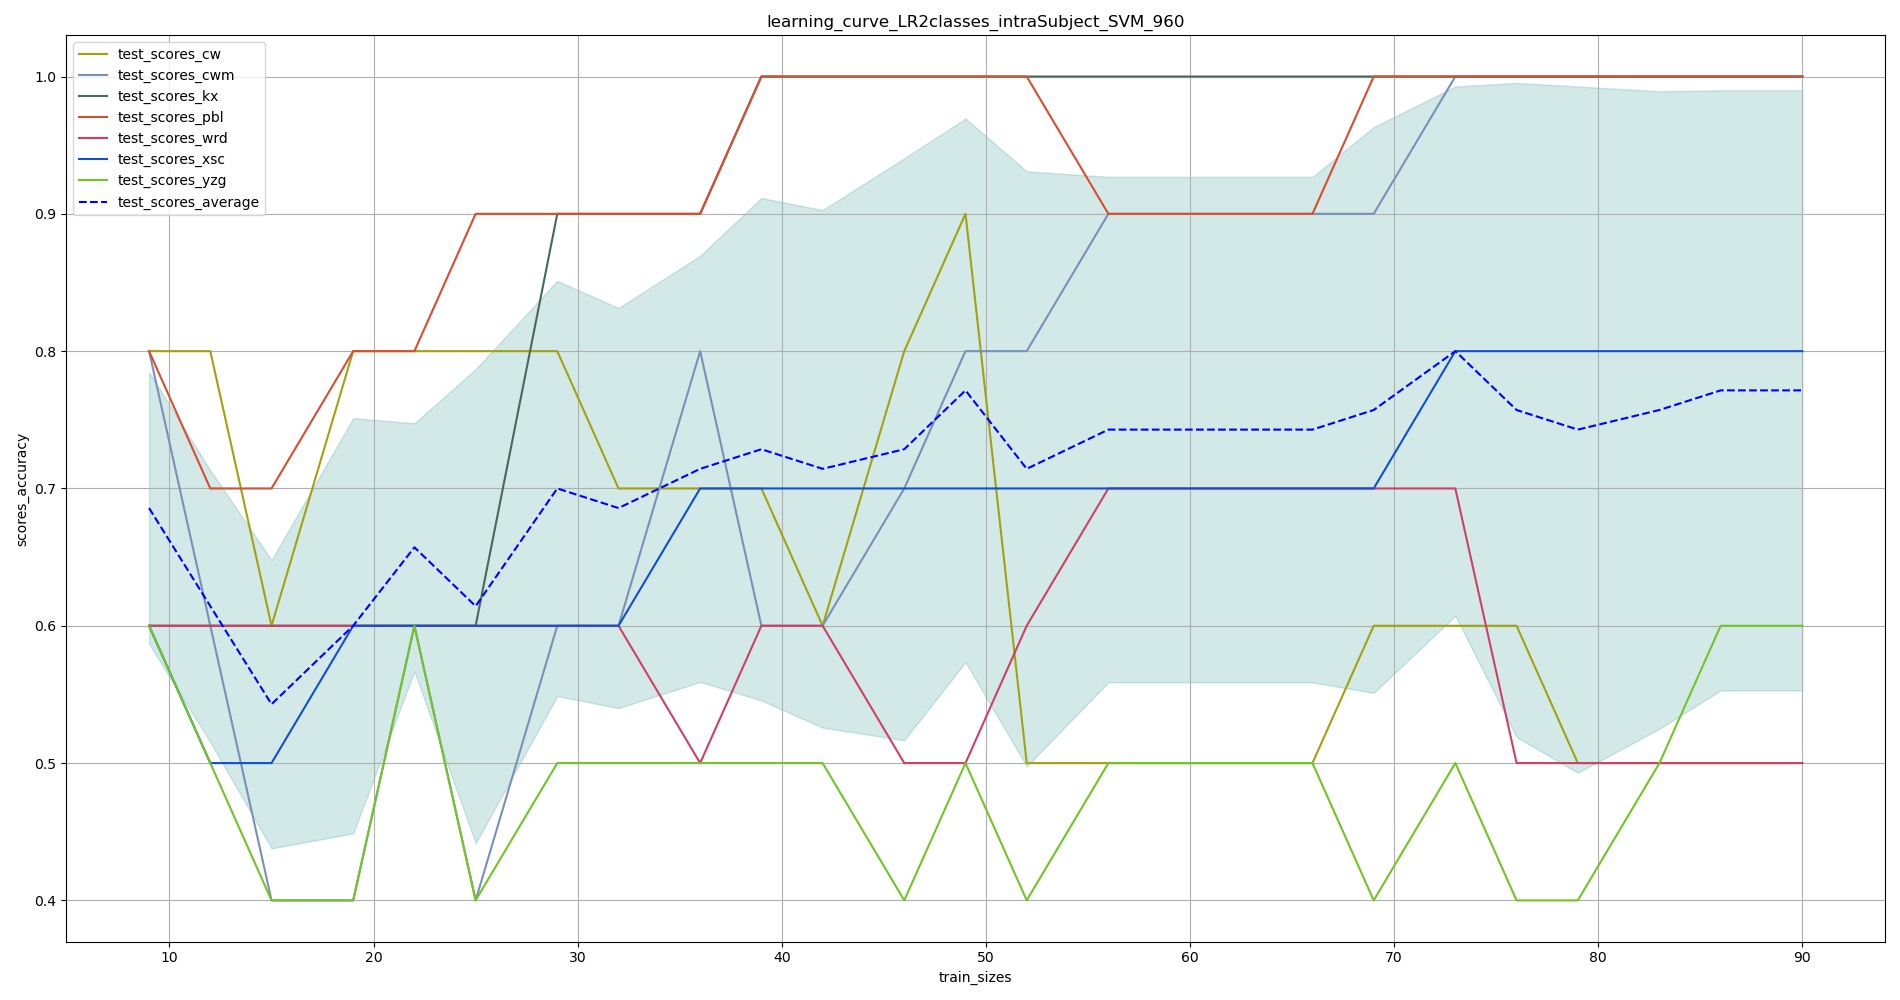 learning_curve_LR2classes_intraSubject_SVM_960
test_scores_cw
test_scores_cwm
test_scores_kx
test_scores_pbl
test_scores_wrd
test_scores_xsc
test_scores_yzg
test_scores_average
scores_accuracy
1.0
0.9
0.8
0.7
0.6
0.5
0.4
10 20 30 40 50 60 70 80 90
train_sizes